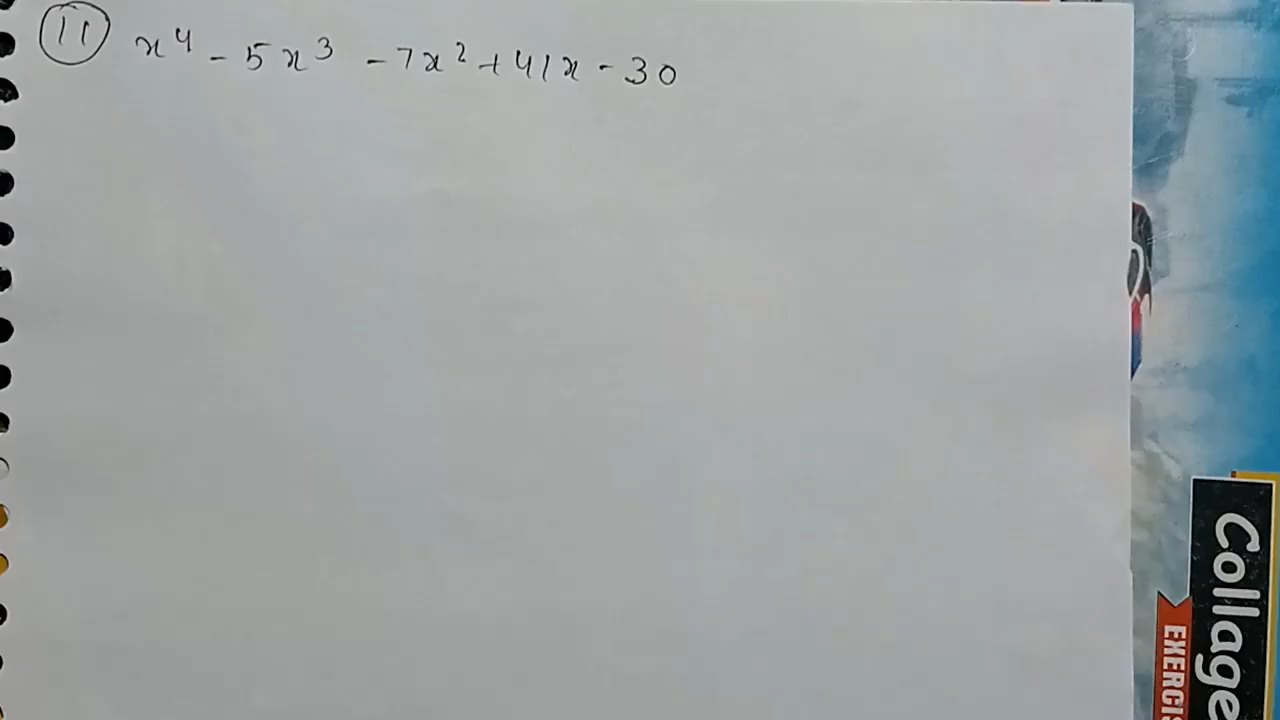 11 x⁴ - 5x³ - 7x² + 41x - 30
Collage
EXERCIS